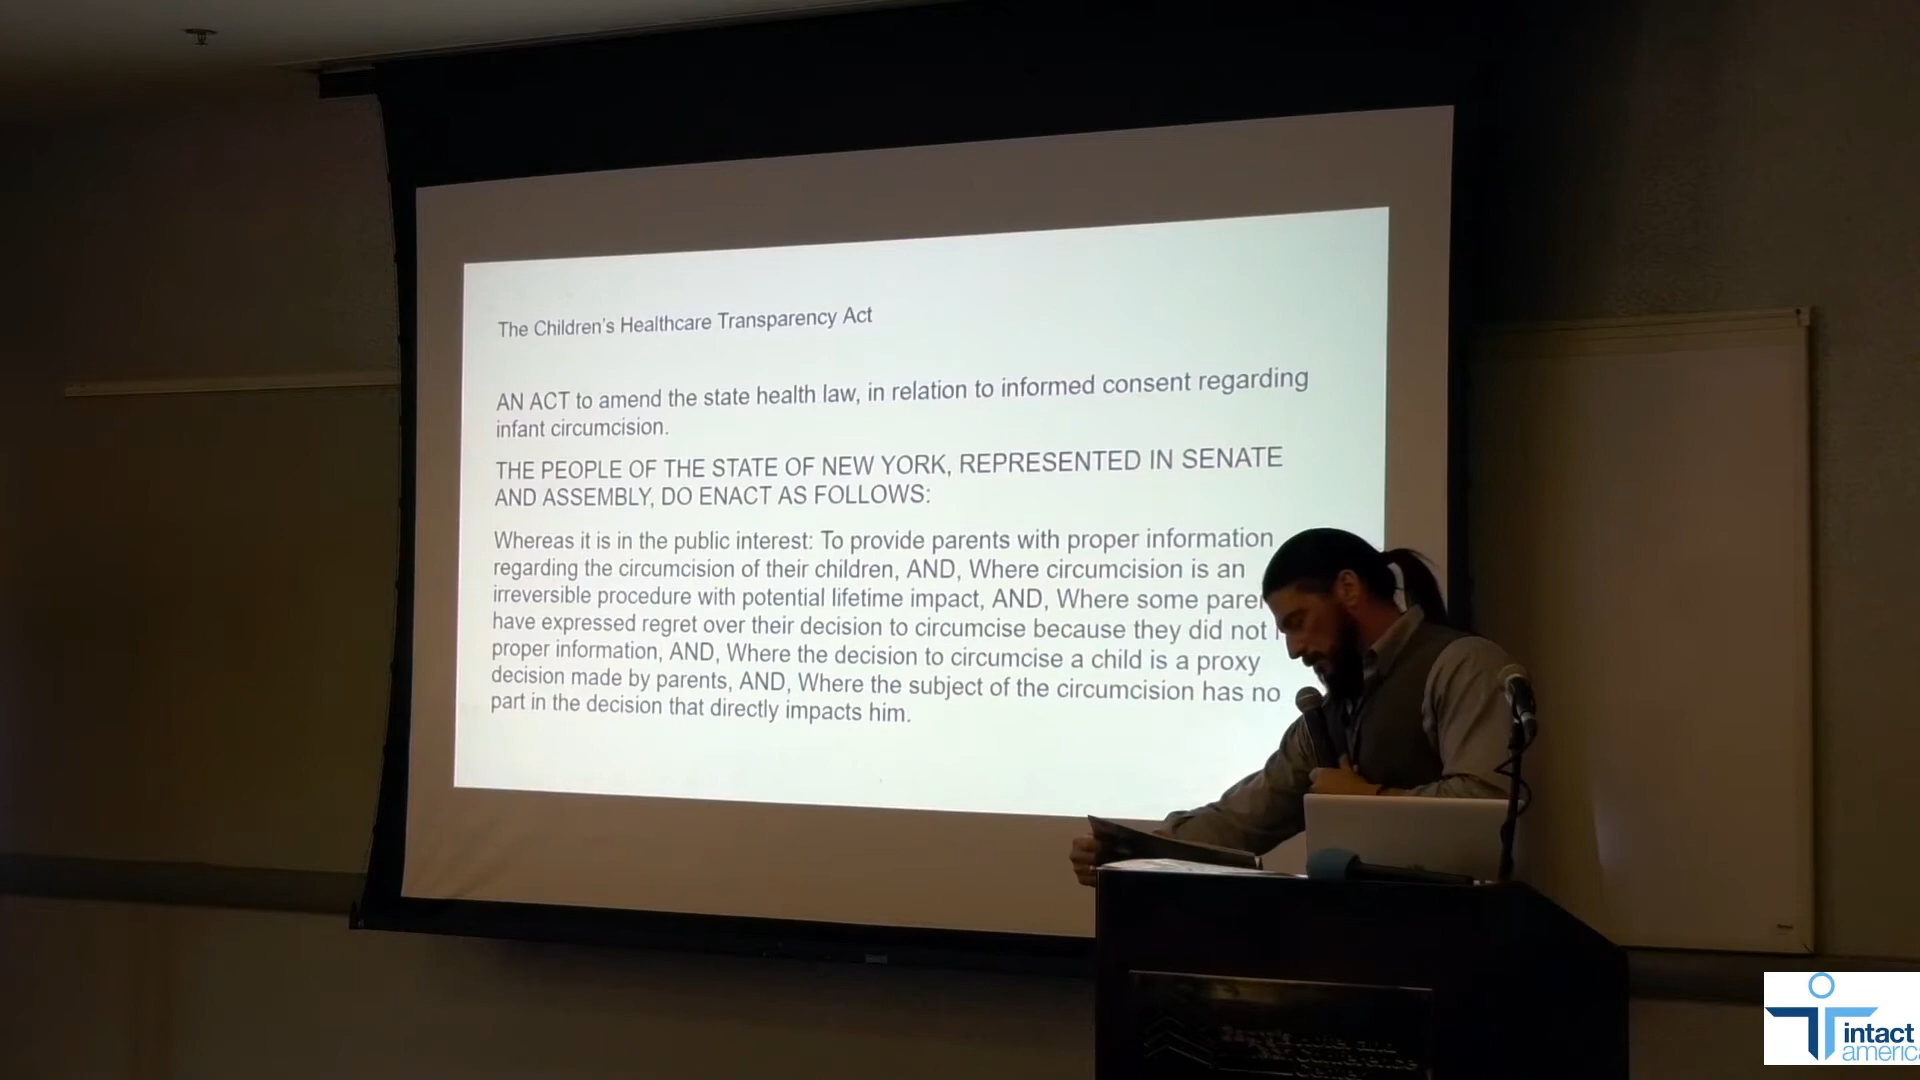 The Children's Healthcare Transparency Act
AN ACT to amend the state health law, in relation to informed consent regarding
infant circumcision.
THE PEOPLE OF THE STATE OF NEW YORK, REPRESENTED IN SENATE
AND ASSEMBLY, DO ENACT AS FOLLOWS:
Whereas it is in the public interest: To provide parents with proper information
regarding the circumcision of their children, AND, Where circumcision is an
irreversible procedure with potential lifetime impact, AND, Where some
have expressed regret over their decision to circumcise because they did not
proper information, AND, Where the decision to circumcise a child is a proxy
decision made by parents, AND, Where the subject of the circumcision has no
part in the decision that directly impacts him.
Conference
Center
intact
americ